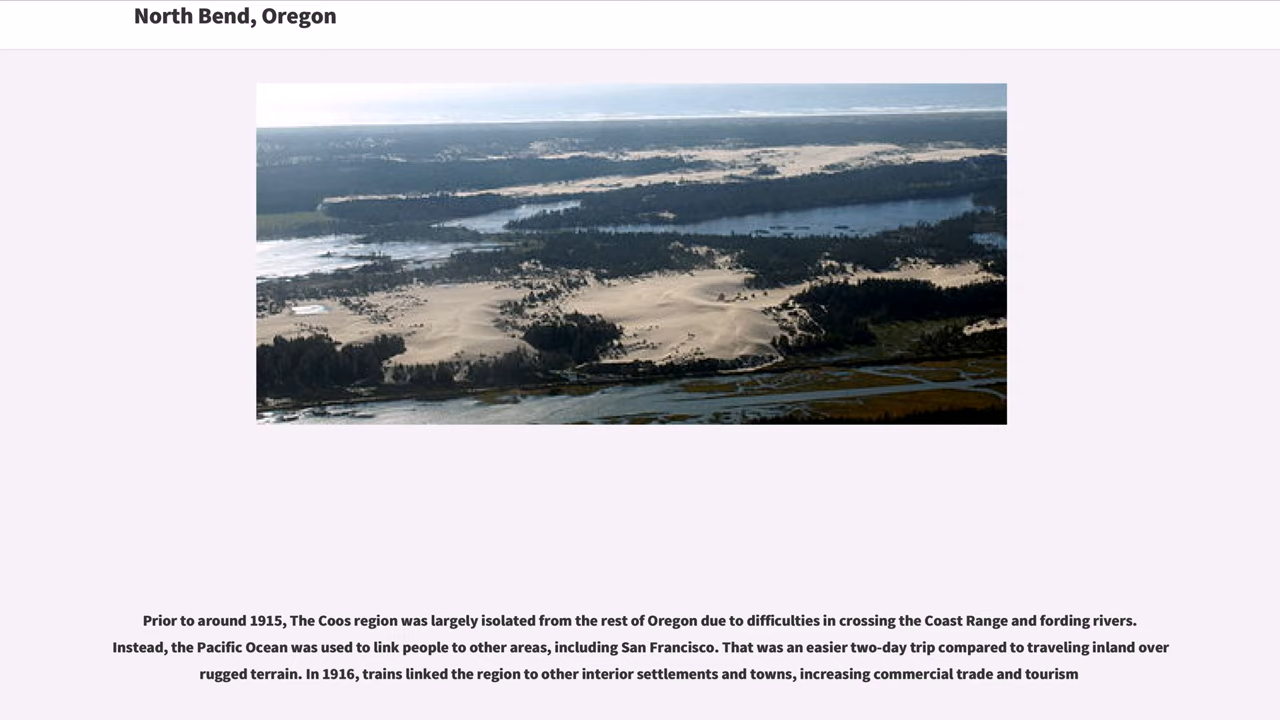 North Bend, Oregon
Prior to around 1915, The Coos region was largely isolated from the rest of Oregon due to difficulties in crossing the Coast Range and fording rivers.
Instead, the Pacific Ocean was used to link people to other areas, including San Francisco. That was an easier two-day trip compared to traveling inland over
rugged terrain. In 1916, trains linked the region to other interior settlements and towns, increasing commercial trade and tourism